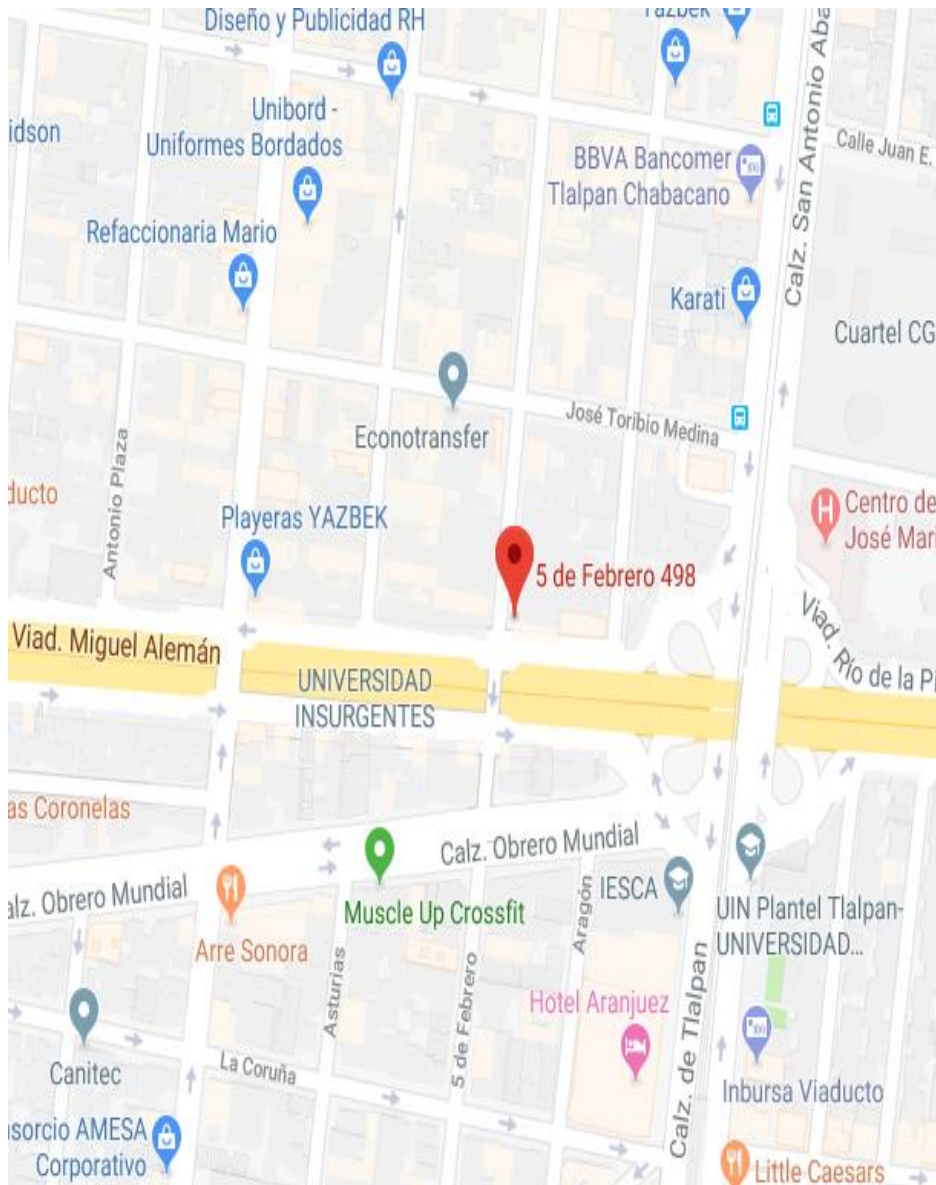 Diseño y Publicidad RH
Yazbek
Unibord -
Uniformes Bordados
idson
BBVA Bancomer
Tlalpan Chabacano
Calz. San Antonio Aba
Calle Juan E.
Refaccionaria Mario
Karati
Cuartel CG
Econotransfer
José Toribio Medina
Antonio Plaza
ducto
Playeras YAZBEK
Centro de
José Mari
5 de Febrero 498
Viad. Miguel Alemán
Viad. Río de la Pi
UNIVERSIDAD
INSURGENTES
as Coronelas
Calz. Obrero Mundial
alz. Obrero Mundial
Muscle Up Crossfit
Arre Sonora
Aragón
IESCA
UIN Plantel Tlalpan-
UNIVERSIDAD...
Asturias
5 de Febrero
Hotel Aranjuez
Calz. de Tlalpan
Canitec
La Coruña
Inbursa Viaducto
nsorcio AMESA
Corporativo
Little Caesars